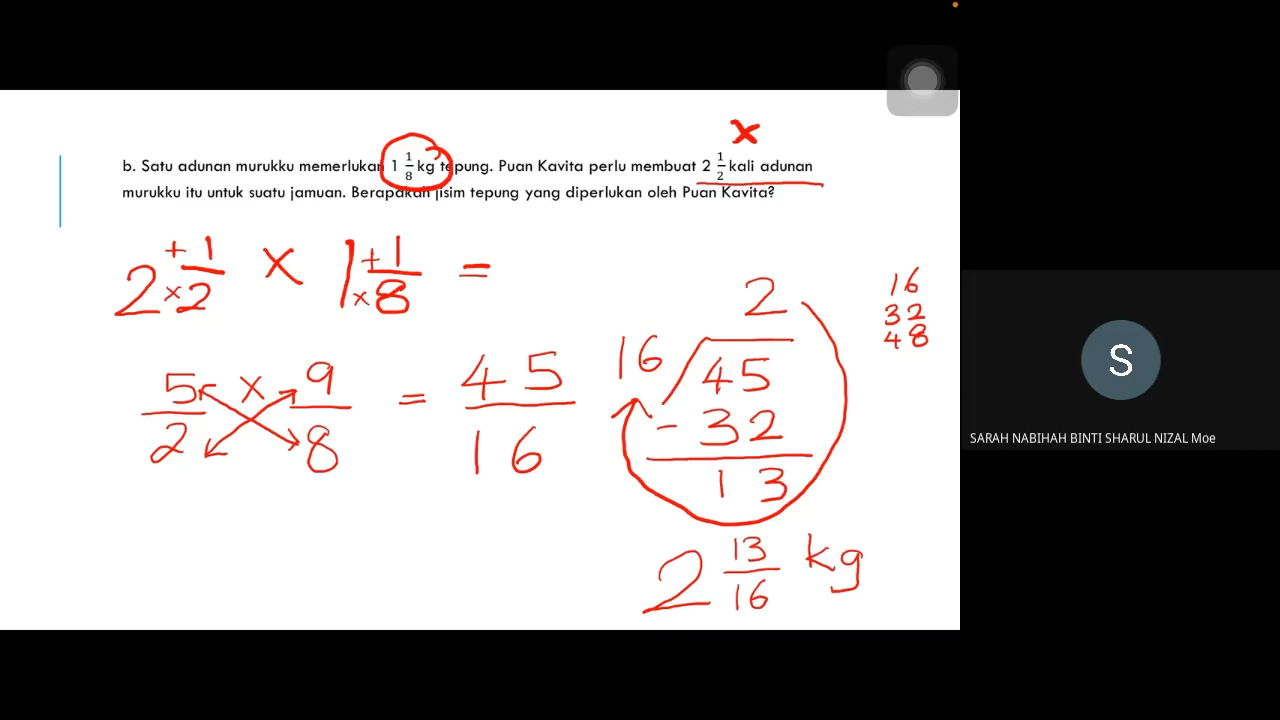 x
b. Satu adunan murukku memerlukan 1 1/8 kg tepung. Puan Kavita perlu membuat 2 1/2 kali adunan
murukku itu untuk suatu jamuan. Berapakah jisim tepung yang diperlukan oleh Puan Kavita?
2 + 1 × 2 × 1 + 1 × 8 =
5/2 × 9/8 = 45/16
2
16 45
- 32
13
2 13/16 kg
16
32
48
S
SARAH NABIHAH BINTI SHARUL NIZAL Moe